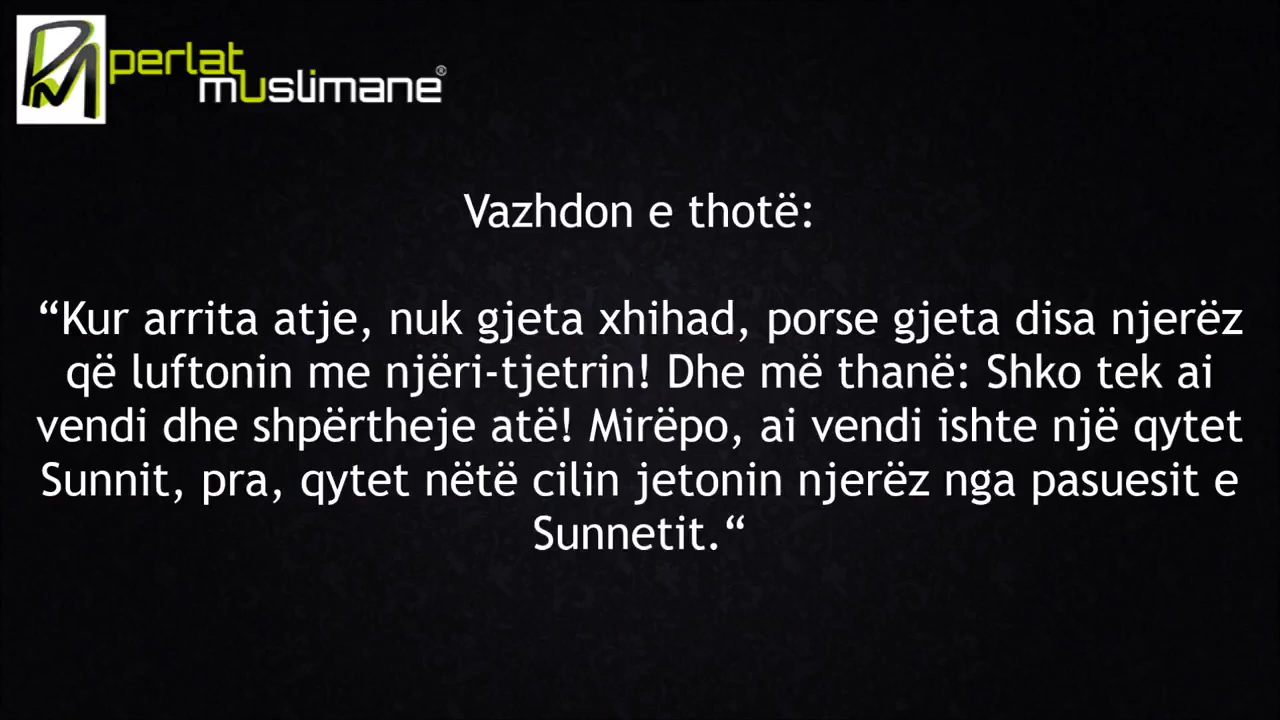 perlat
muslimane®
Vazhdon e thotë:
“Kur arrita atje, nuk gjeta xhihad, porse gjeta disa njerëz
që luftonin me njëri-tjetrin! Dhe më thanë: Shko tek ai
vendi dhe shpërtheje atë! Mirëpo, ai vendi ishte një qytet
Sunnit, pra, qytet nëtë cilin jetonin njerëz nga pasuesit e
Sunnetit.“